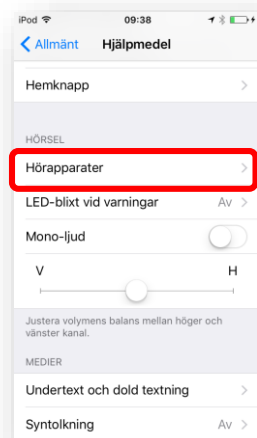 iPod 09:38
Allmänt Hjälpmedel
Hemknapp
HÖRSEL
Hörapparater
LED-blixt vid varningar Av
Mono-ljud
V H
Justera volymens balans mellan höger och
vänster kanal.
MEDIER
Undertext och dold textning
Syntolkning Av